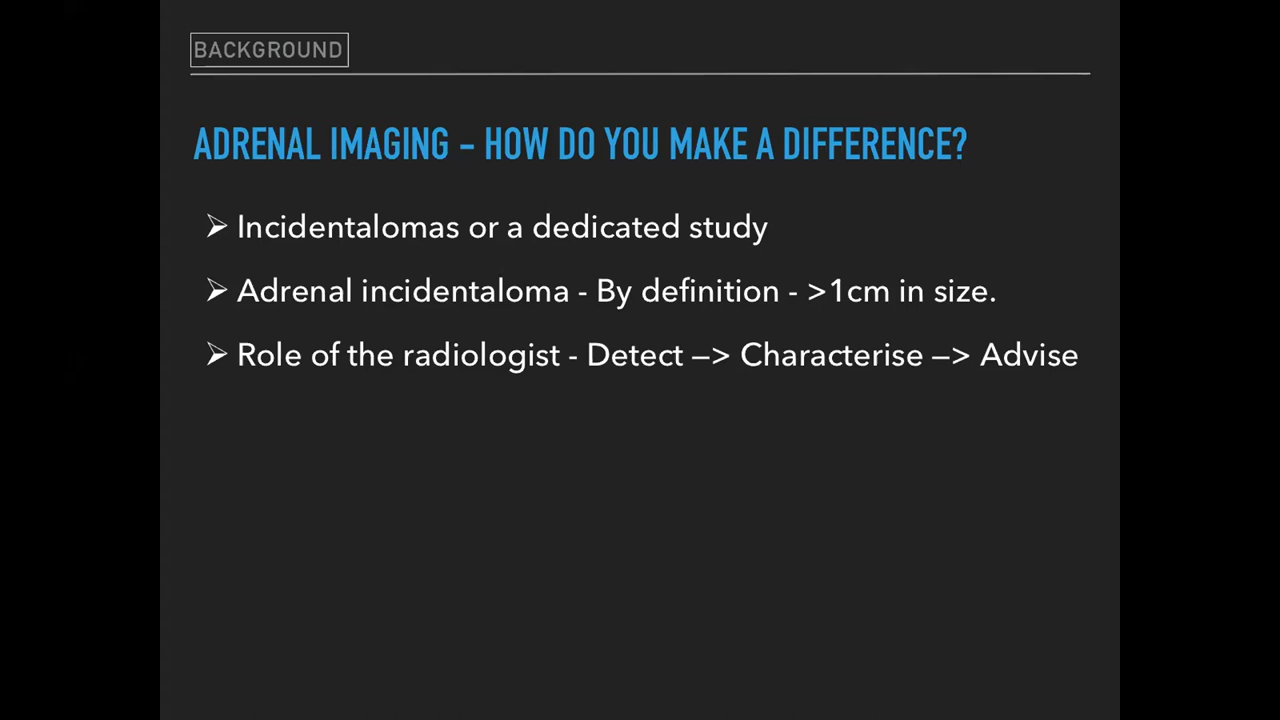 BACKGROUND
ADRENAL IMAGING - HOW DO YOU MAKE A DIFFERENCE?
➢ Incidentalomas or a dedicated study
➢ Adrenal incidentaloma - By definition - >1cm in size.
➢ Role of the radiologist - Detect —> Characterise —> Advise